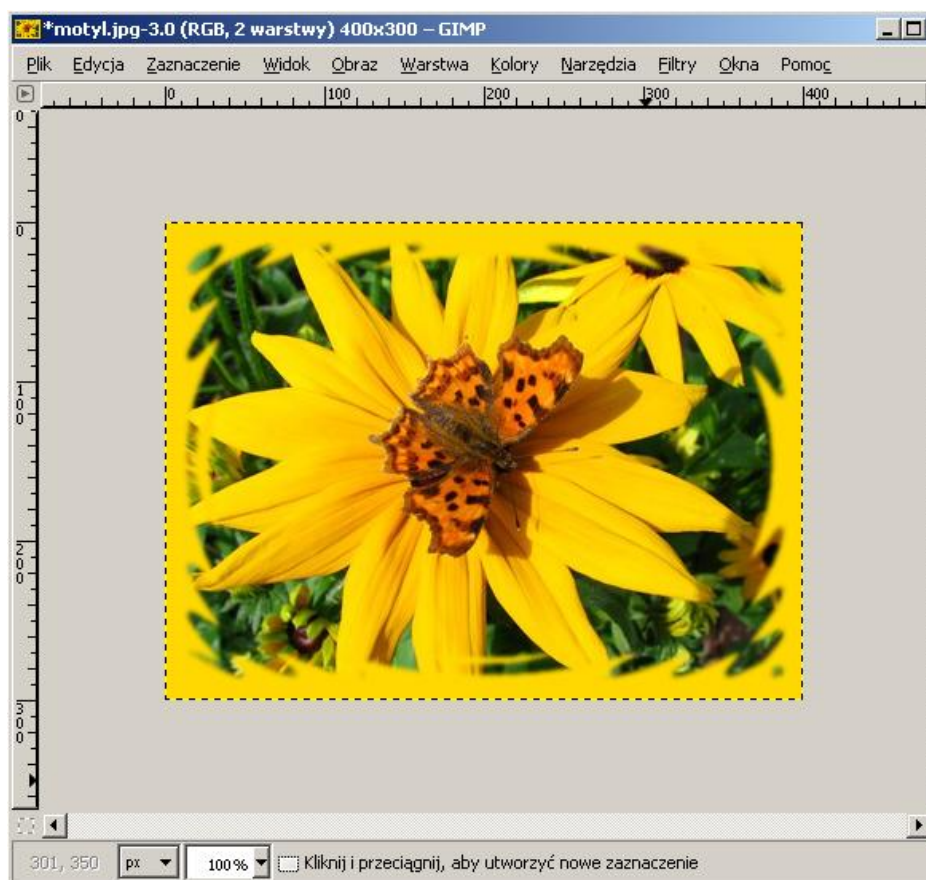 *motyl.jpg-3.0 (RGB, 2 warstwy) 400x300 – GIMP
Plik Edycja Zaznaczenie Widok Obraz Warstwa Kolory Narzędzia Filtry Okna Pomoc
0 100 200 300 400
0
0
100
200
300
301, 350 px 100% Kliknij i przeciągnij, aby utworzyć nowe zaznaczenie